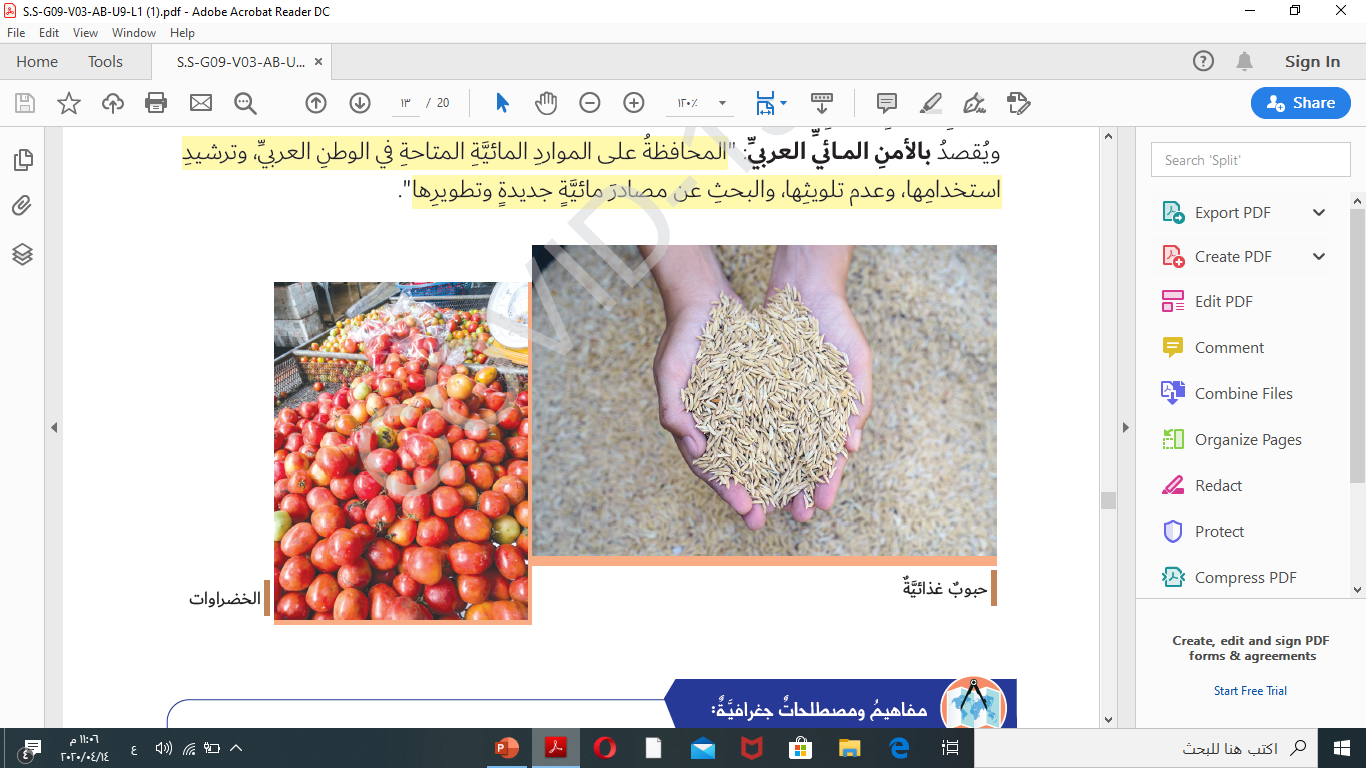 S.S-G09-V03-AB-U9-L1 (1).pdf - Adobe Acrobat Reader DC
File Edit View Window Help
Home Tools S.S-G09-V03-AB-U... × Sign In
١٣ / 20 ١٢٠٪ Share
ويُقصدُ بالأمنِ المائيِّ العربيِّ: "المحافظةُ على المواردِ المائيَّةِ المتاحةِ في الوطنِ العربيِّ، وترشيدِ
استخدامِها، وعدم تلويثِها، والبحثِ عن مصادرَ مائيَّةٍ جديدةٍ وتطويرِها".
حبوبٌ غذائيَّةٌ
الخضراوات
مفاهيمُ ومصطلحاتٌ جغرافيَّةٌ:
Search 'Split'
Export PDF
Create PDF
Edit PDF
Comment
Combine Files
Organize Pages
Redact
Protect
Compress PDF
Create, edit and sign PDF
forms & agreements
Start Free Trial
٤ ١١:٠٦ م ع اكتب هنا للبحث
٢٠٢٠/٠٤/١٤